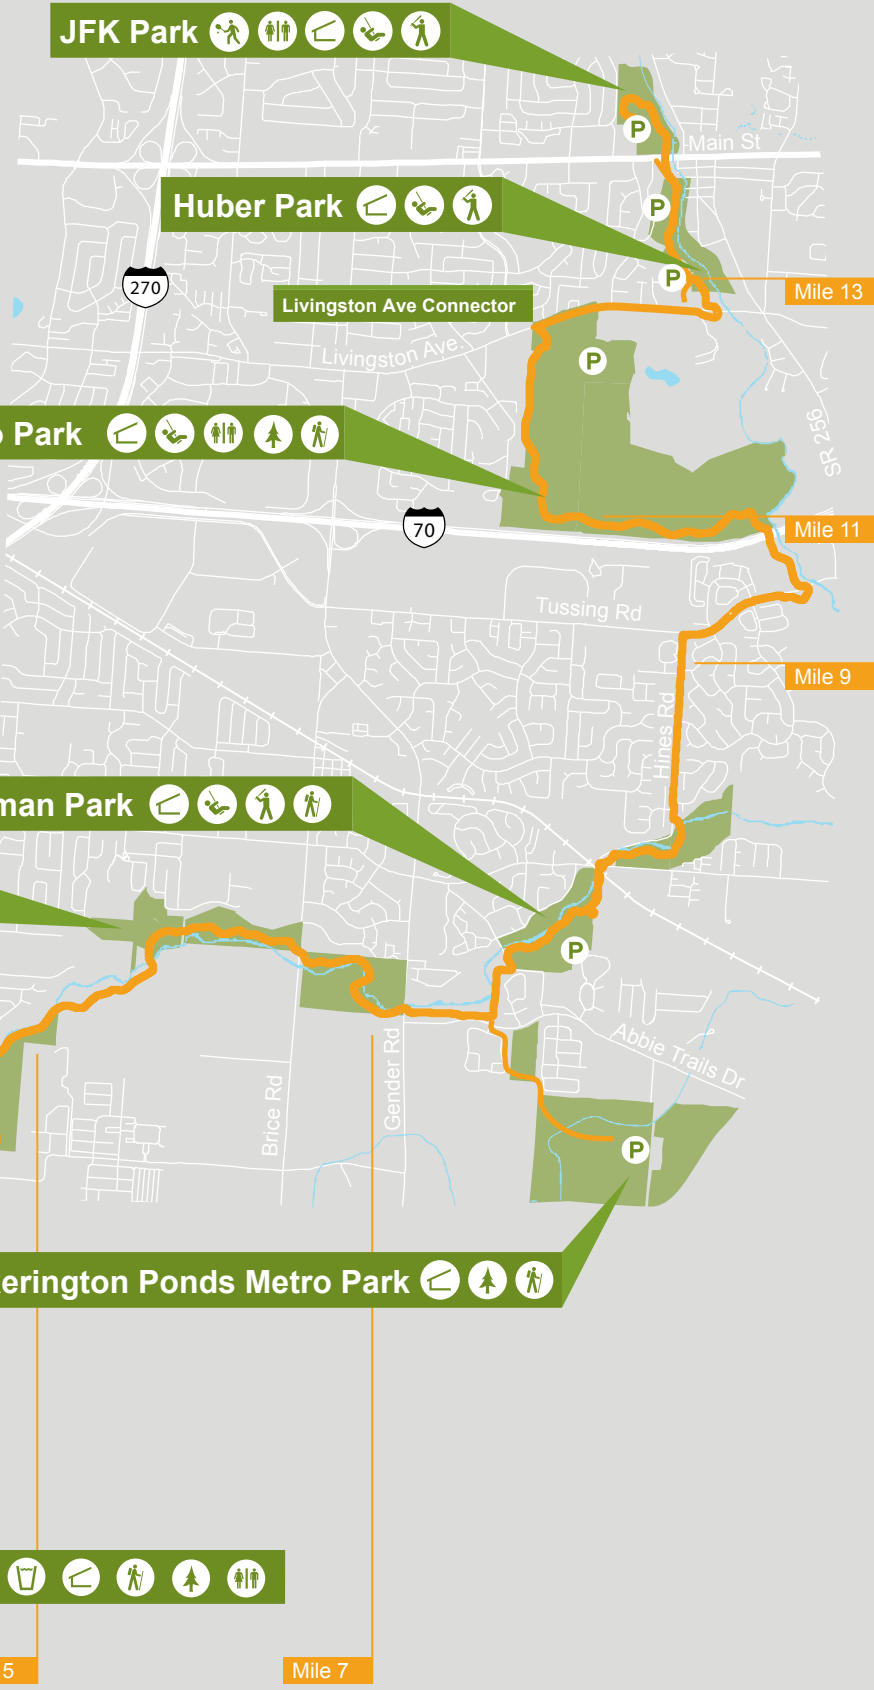 JFK Park
P
Main St
Huber Park
P
P
270
Mile 13
Livingston Ave Connector
Livingston Ave.
P
SR 256
Park
70
Mile 11
Tussing Rd
Mile 9
Hines Rd
man Park
P
Abbie Trails Dr
Gender Rd
Brice Rd
P
erington Ponds Metro Park
5
Mile 7